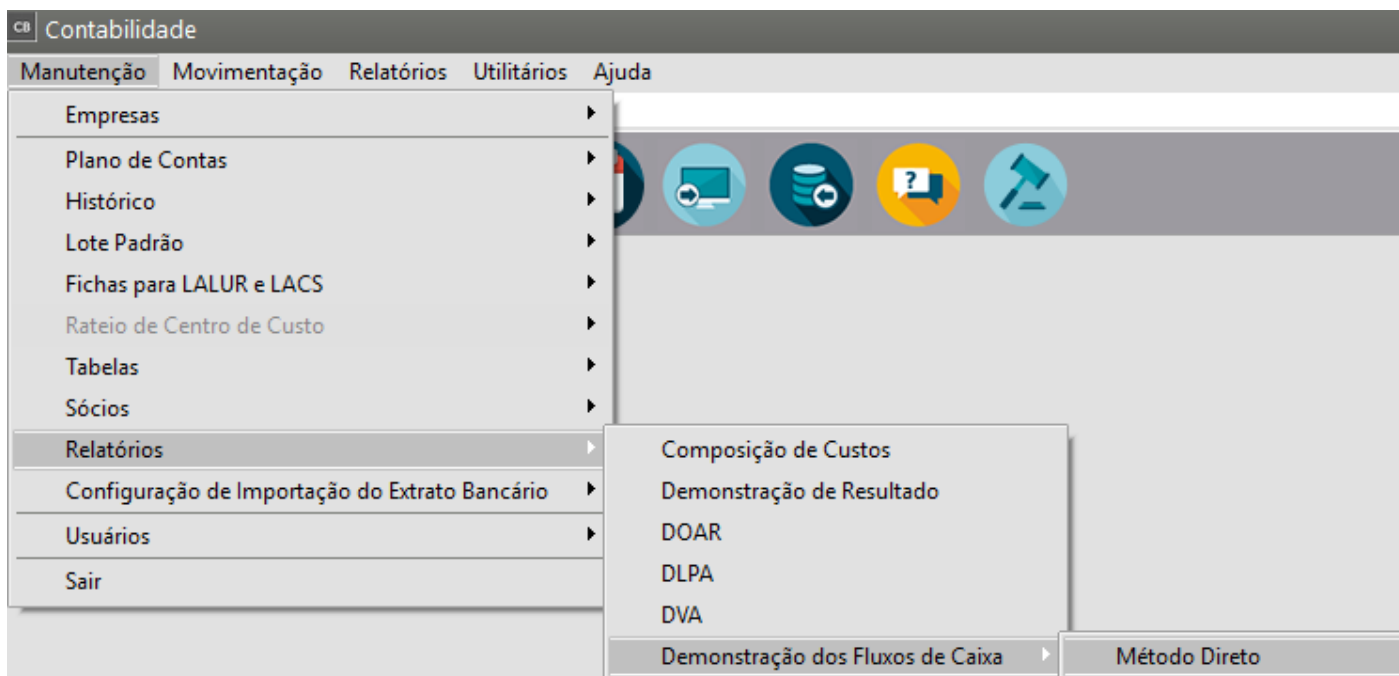 CB Contabilidade
Manutenção Movimentação Relatórios Utilitários Ajuda
Empresas
Plano de Contas
Histórico
Lote Padrão
Fichas para LALUR e LACS
Rateio de Centro de Custo
Tabelas
Sócios
Relatórios
Configuração de Importação do Extrato Bancário
Usuários
Sair
Composição de Custos
Demonstração de Resultado
DOAR
DLPA
DVA
Demonstração dos Fluxos de Caixa
Método Direto
?